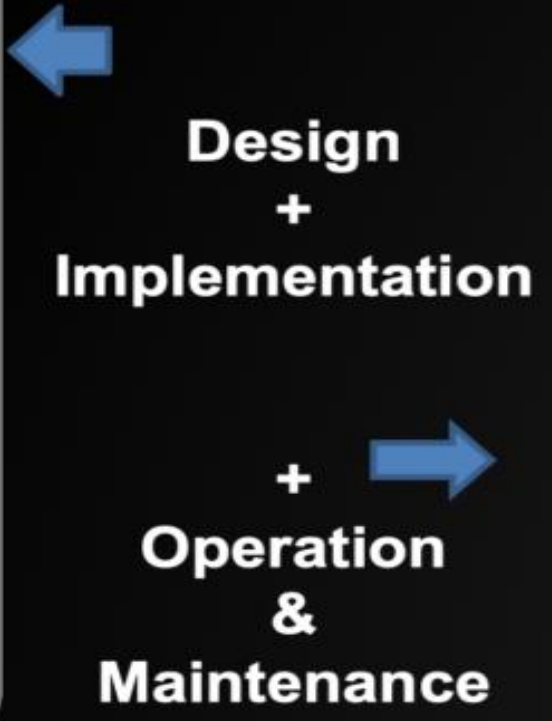 Design
+
Implementation
+
Operation
&
Maintenance